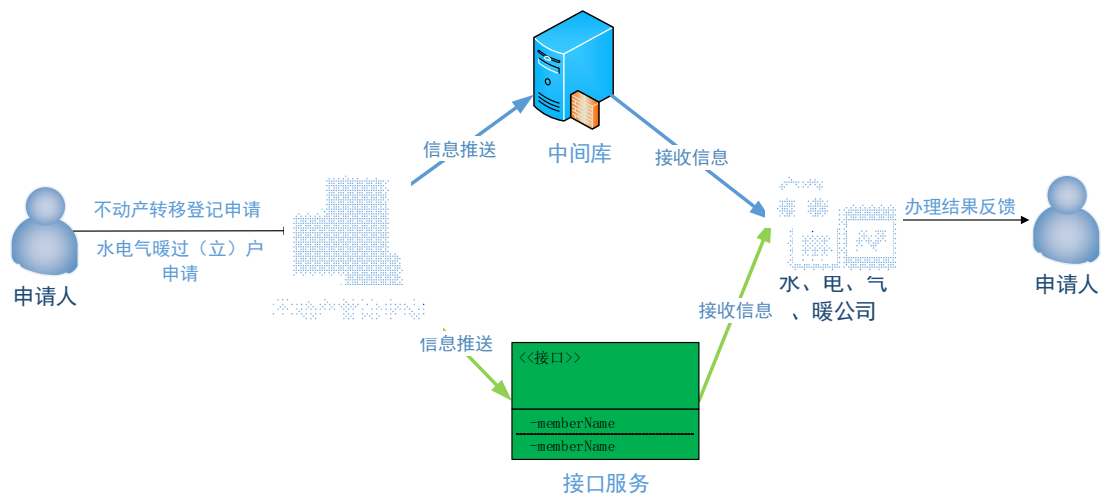 信息推送
中间库
接收信息
不动产转移登记申请
水电气暖过（立）户
申请
申请人
办理结果反馈
申请人
水、电、气
、暖公司
接收信息
信息推送
<<接口>>
-memberName
-memberName
接口服务